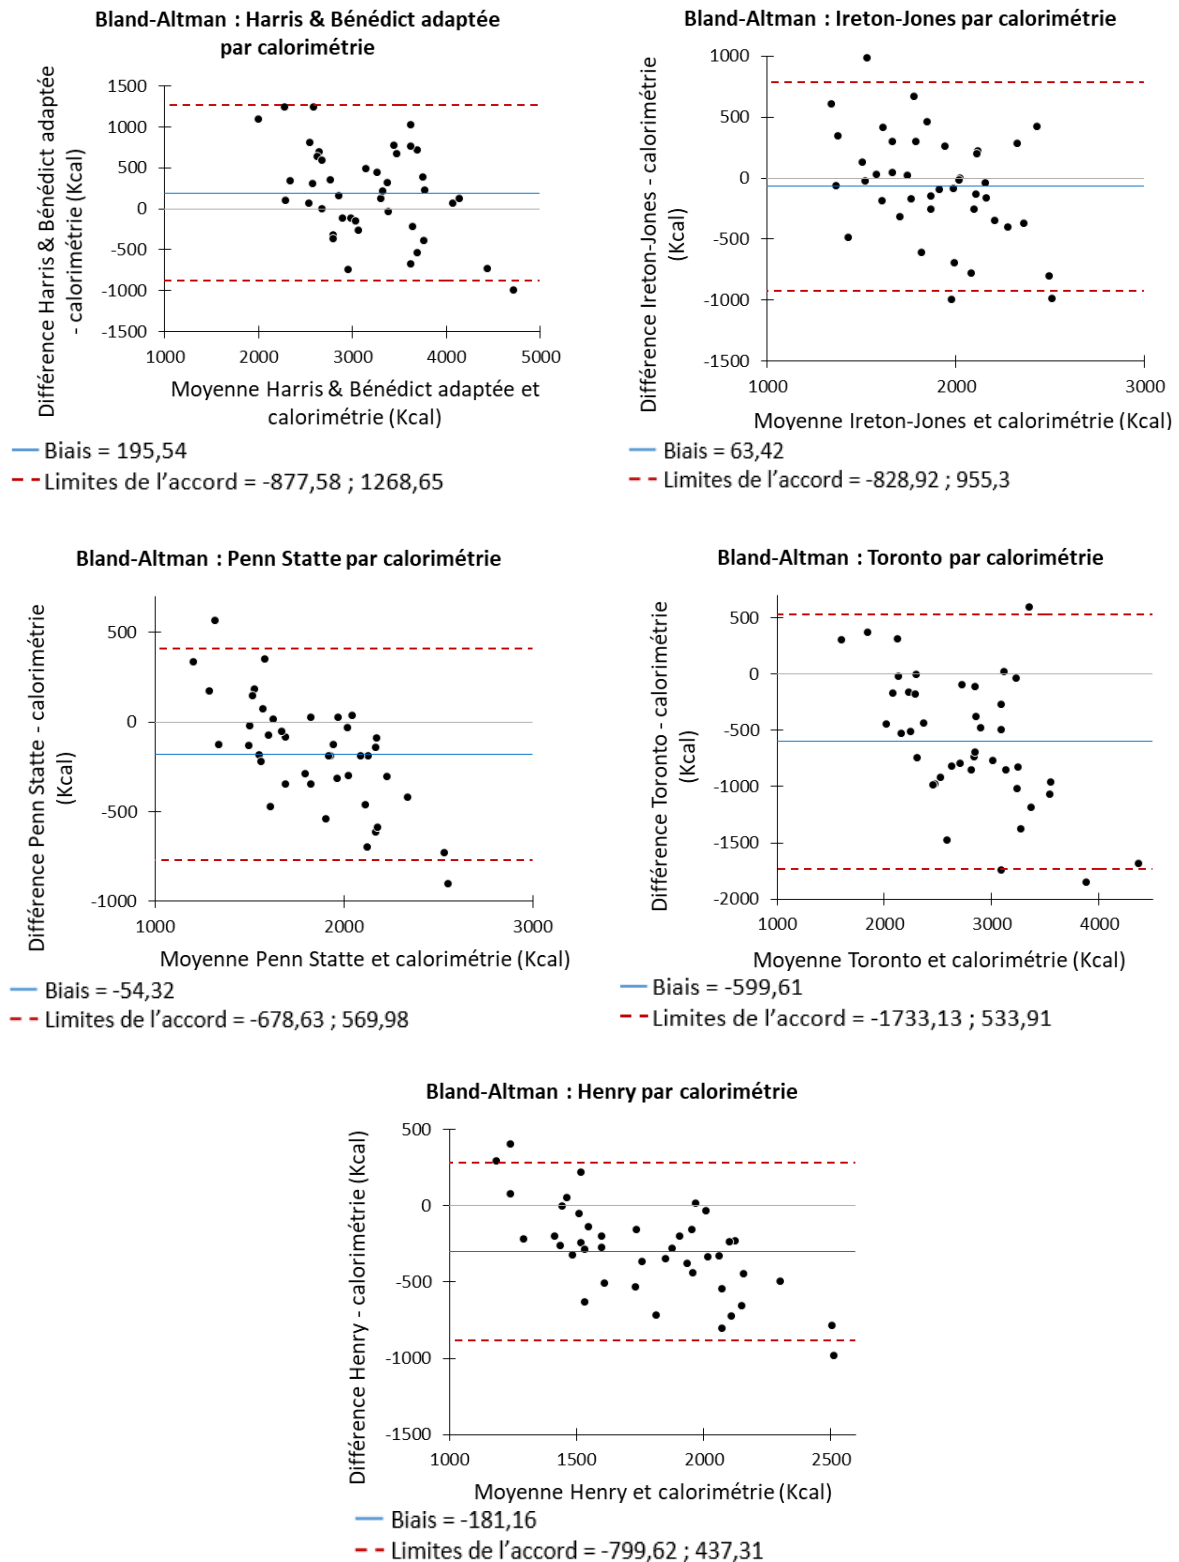 Bland-Altman : Harris & Bénédict adaptée
par calorimétrie
Différence Harris & Bénédict adaptée
- calorimétrie (Kcal)
1500
1000
500
0
-500
-1000
-1500
1000 2000 3000 4000 5000
Moyenne Harris & Bénédict adaptée et
calorimétrie (Kcal)
Biais = 195,54
Limites de l’accord = -877,58 ; 1268,65
Bland-Altman : Ireton-Jones par calorimétrie
Différence Ireton-Jones - calorimétrie
(Kcal)
1000
500
0
-500
-1000
-1500
1000 2000 3000
Moyenne Ireton-Jones et calorimétrie (Kcal)
Biais = 63,42
Limites de l’accord = -828,92 ; 955,3
Bland-Altman : Penn Statte par calorimétrie
Différence Penn Statte - calorimétrie
(Kcal)
500
0
-500
-1000
1000 2000 3000
Moyenne Penn Statte et calorimétrie (Kcal)
Biais = -54,32
Limites de l’accord = -678,63 ; 569,98
Bland-Altman : Toronto par calorimétrie
Différence Toronto - calorimétrie
(Kcal)
500
0
-500
-1000
-1500
-2000
1000 2000 3000 4000
Moyenne Toronto et calorimétrie (Kcal)
Biais = -599,61
Limites de l’accord = -1733,13 ; 533,91
Bland-Altman : Henry par calorimétrie
Différence Henry - calorimétrie (Kcal)
500
0
-500
-1000
-1500
1000 1500 2000 2500
Moyenne Henry et calorimétrie (Kcal)
Biais = -181,16
Limites de l’accord = -799,62 ; 437,31